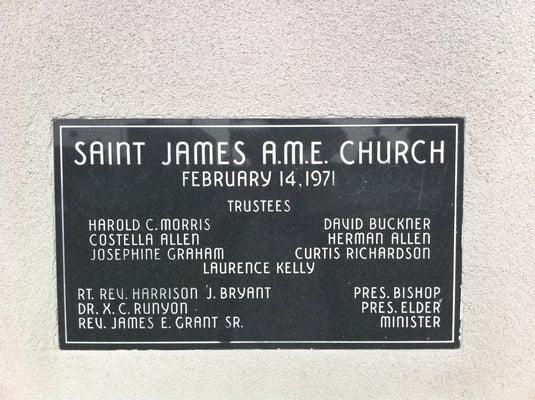 SAINT JAMES A.M.E. CHURCH
FEBRUARY 14, 1971
TRUSTEES
HAROLD C. MORRIS DAVID BUCKNER
COSTELLA ALLEN HERMAN ALLEN
JOSEPHINE GRAHAM CURTIS RICHARDSON
LAURENCE KELLY
RT. REV. HARRISON J. BRYANT PRES. BISHOP
DR. X. C. RUNYON PRES. ELDER
REV. JAMES E. GRANT SR. MINISTER